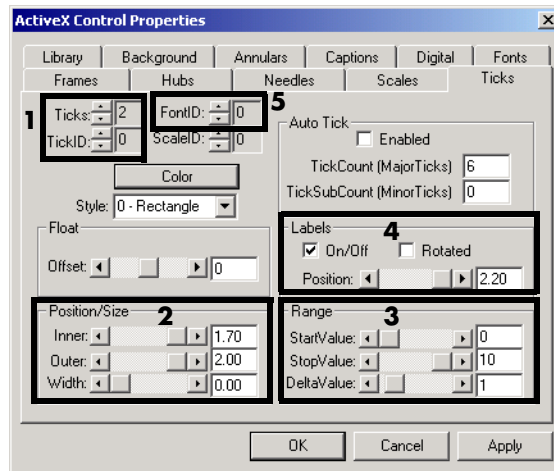 ActiveX Control Properties
Library Background Annulars Captions Digital Fonts
Frames Hubs Needles Scales Ticks
1 Ticks: 2 FontID: 0 5
TickID: 0 ScaleID: 0
Auto Tick
Enabled
TickCount (MajorTicks) 6
TickSubCount (MinorTicks) 0
Color
Style: 0 - Rectangle
Float
Offset: 0
Labels 4
On/Off Rotated
Position: 2.20
Position/Size 2
Inner: 1.70
Outer: 2.00
Width: 0.00
Range 3
StartValue: 0
StopValue: 10
DeltaValue: 1
OK Cancel Apply